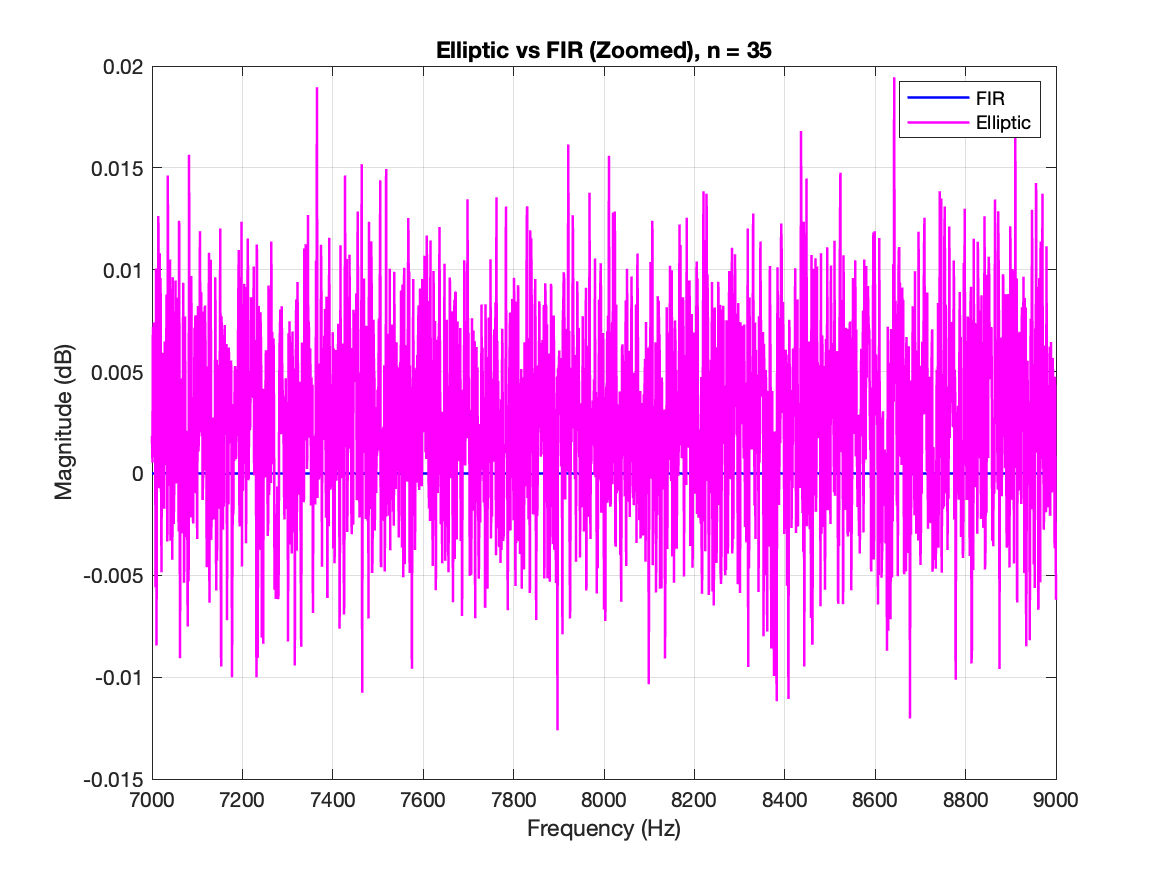 Elliptic vs FIR (Zoomed), n = 35
0.02
0.015
0.01
0.005
0
-0.005
-0.01
-0.015
Magnitude (dB)
FIR
Elliptic
7000 7200 7400 7600 7800 8000 8200 8400 8600 8800 9000
Frequency (Hz)